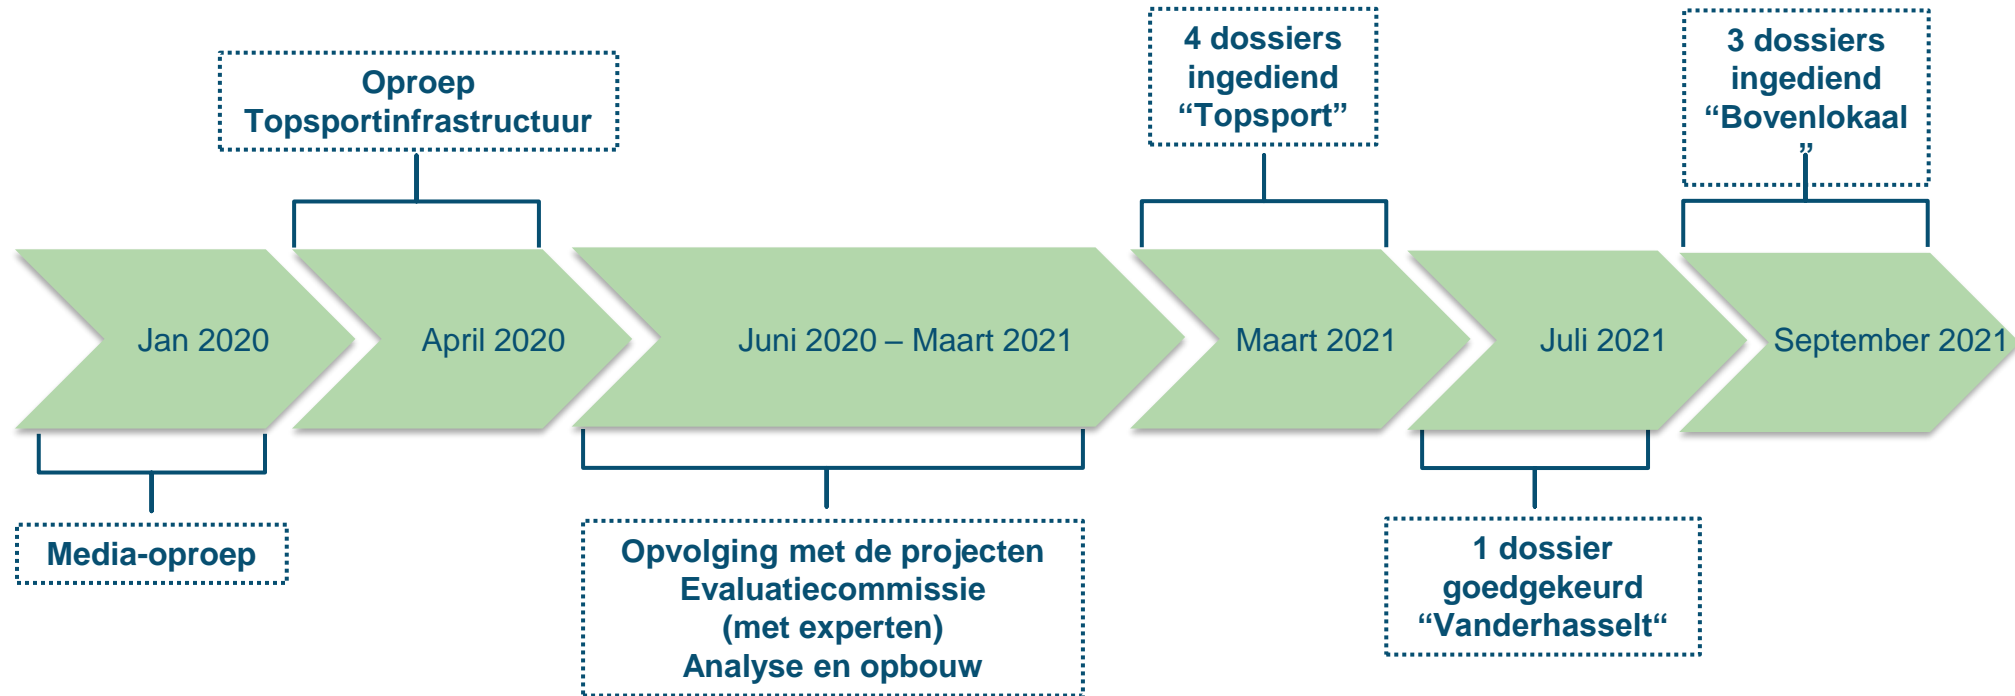 Oproep
Topsportinfrastructuur
4 dossiers
ingediend
“Topsport”
3 dossiers
ingediend
“Bovenlokaal
”
Jan 2020
April 2020
Juni 2020 – Maart 2021
Maart 2021
Juli 2021
September 2021
Media-oproep
Opvolging met de projecten
Evaluatiecommissie
(met experten)
Analyse en opbouw
1 dossier
goedgekeurd
“Vanderhasselt“